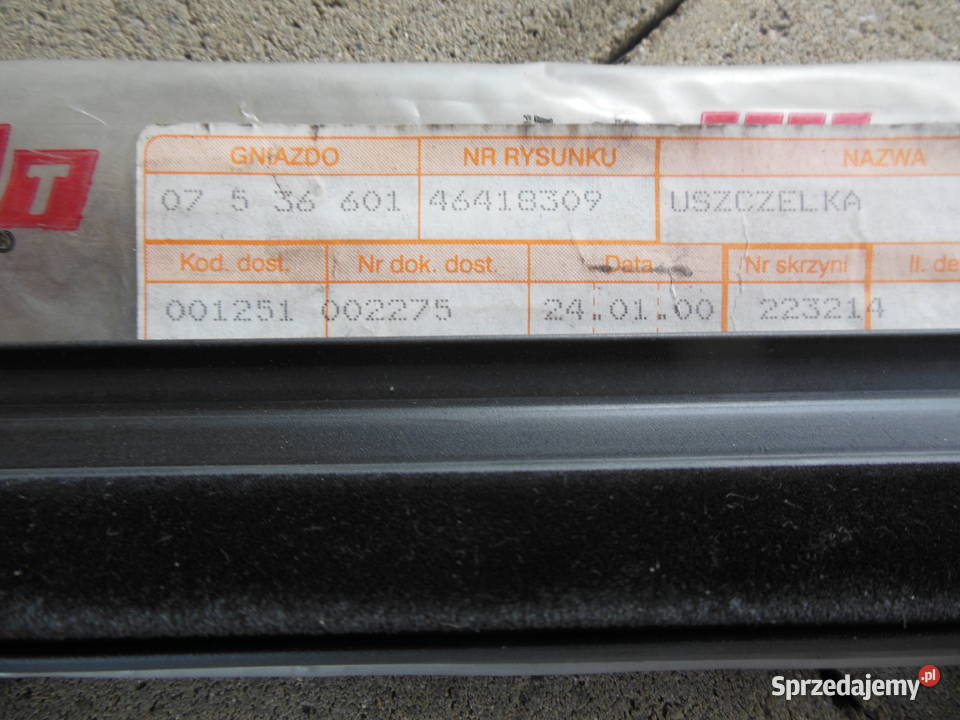 T
®
GNIAZDO NR RYSUNKU NAZWA
07 5 36 601 46418309 USZCZELKA
Kod. dost. Nr dok. dost. Data Nr skrzyni Il.
001251 002275 24.01.00 223214
Sprzedajemy.pl